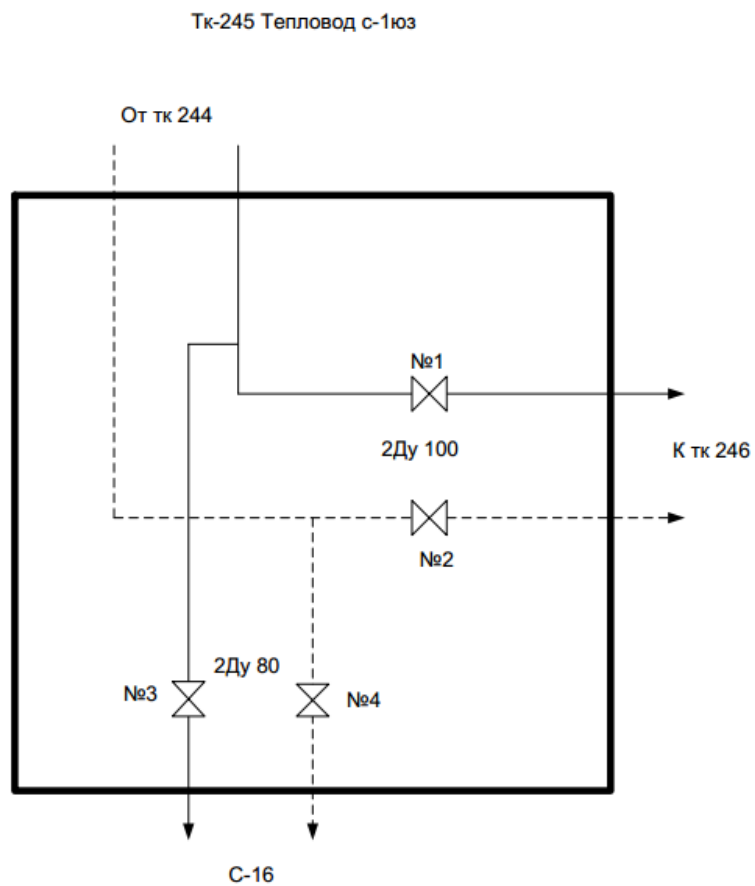 Тк-245 Тепловод с-1юз
От тк 244
№1
2Ду 100
К тк 246
№2
2Ду 80
№3
№4
С-16